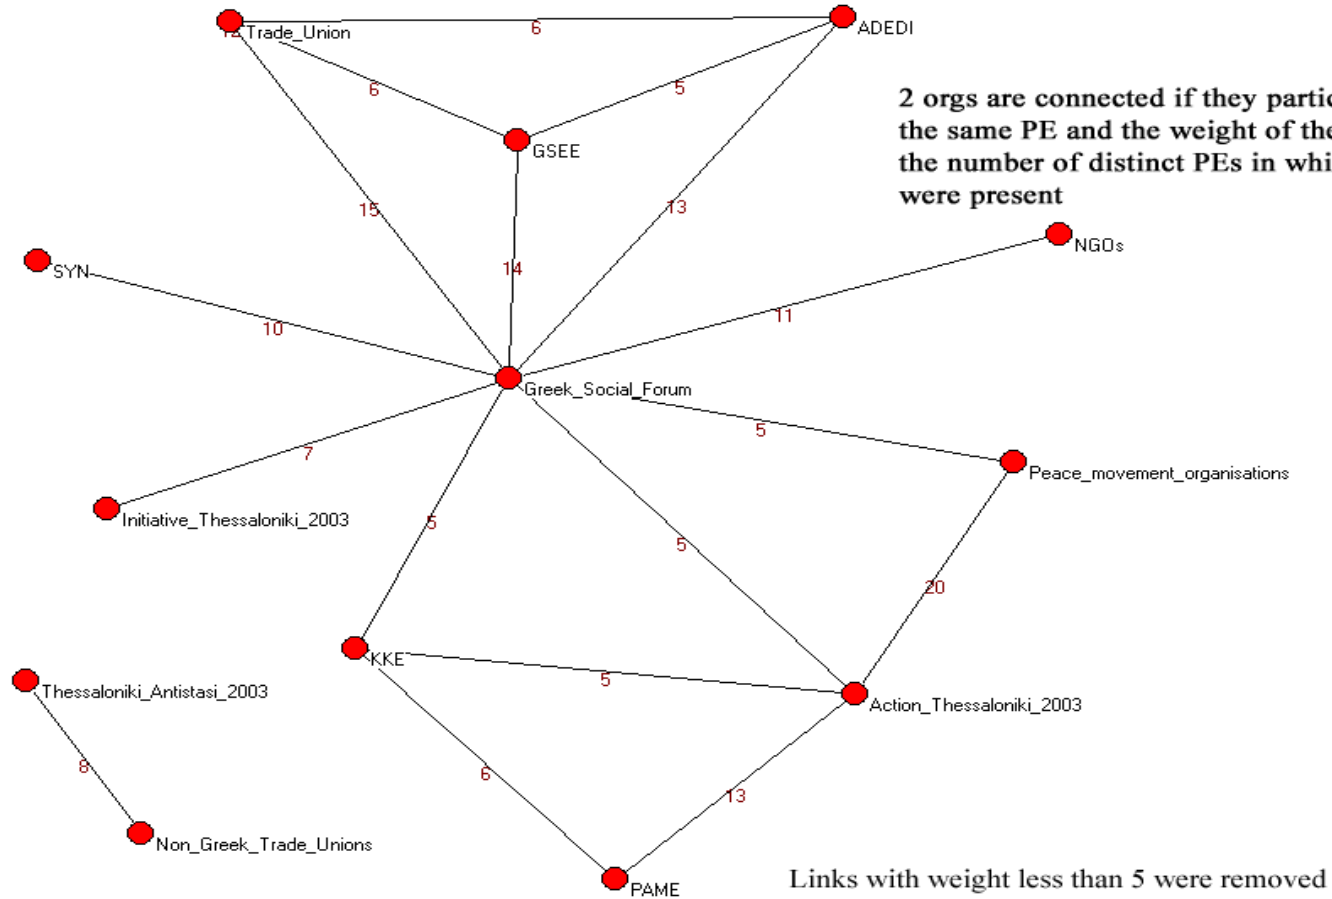 Trade_Union
6
ADEDI
6
5
2 orgs are connected if they partic
the same PE and the weight of the
the number of distinct PEs in whi
were present
GSEE
15
13
14
NGOs
SYN
10
11
Greek_Social_Forum
5
7
Peace_movement_organisations
Initiative_Thessaloniki_2003
5
5
20
KKE
5
Thessaloniki_Antistasi_2003
Action_Thessaloniki_2003
8
6
13
Non_Greek_Trade_Unions
PAME
Links with weight less than 5 were removed